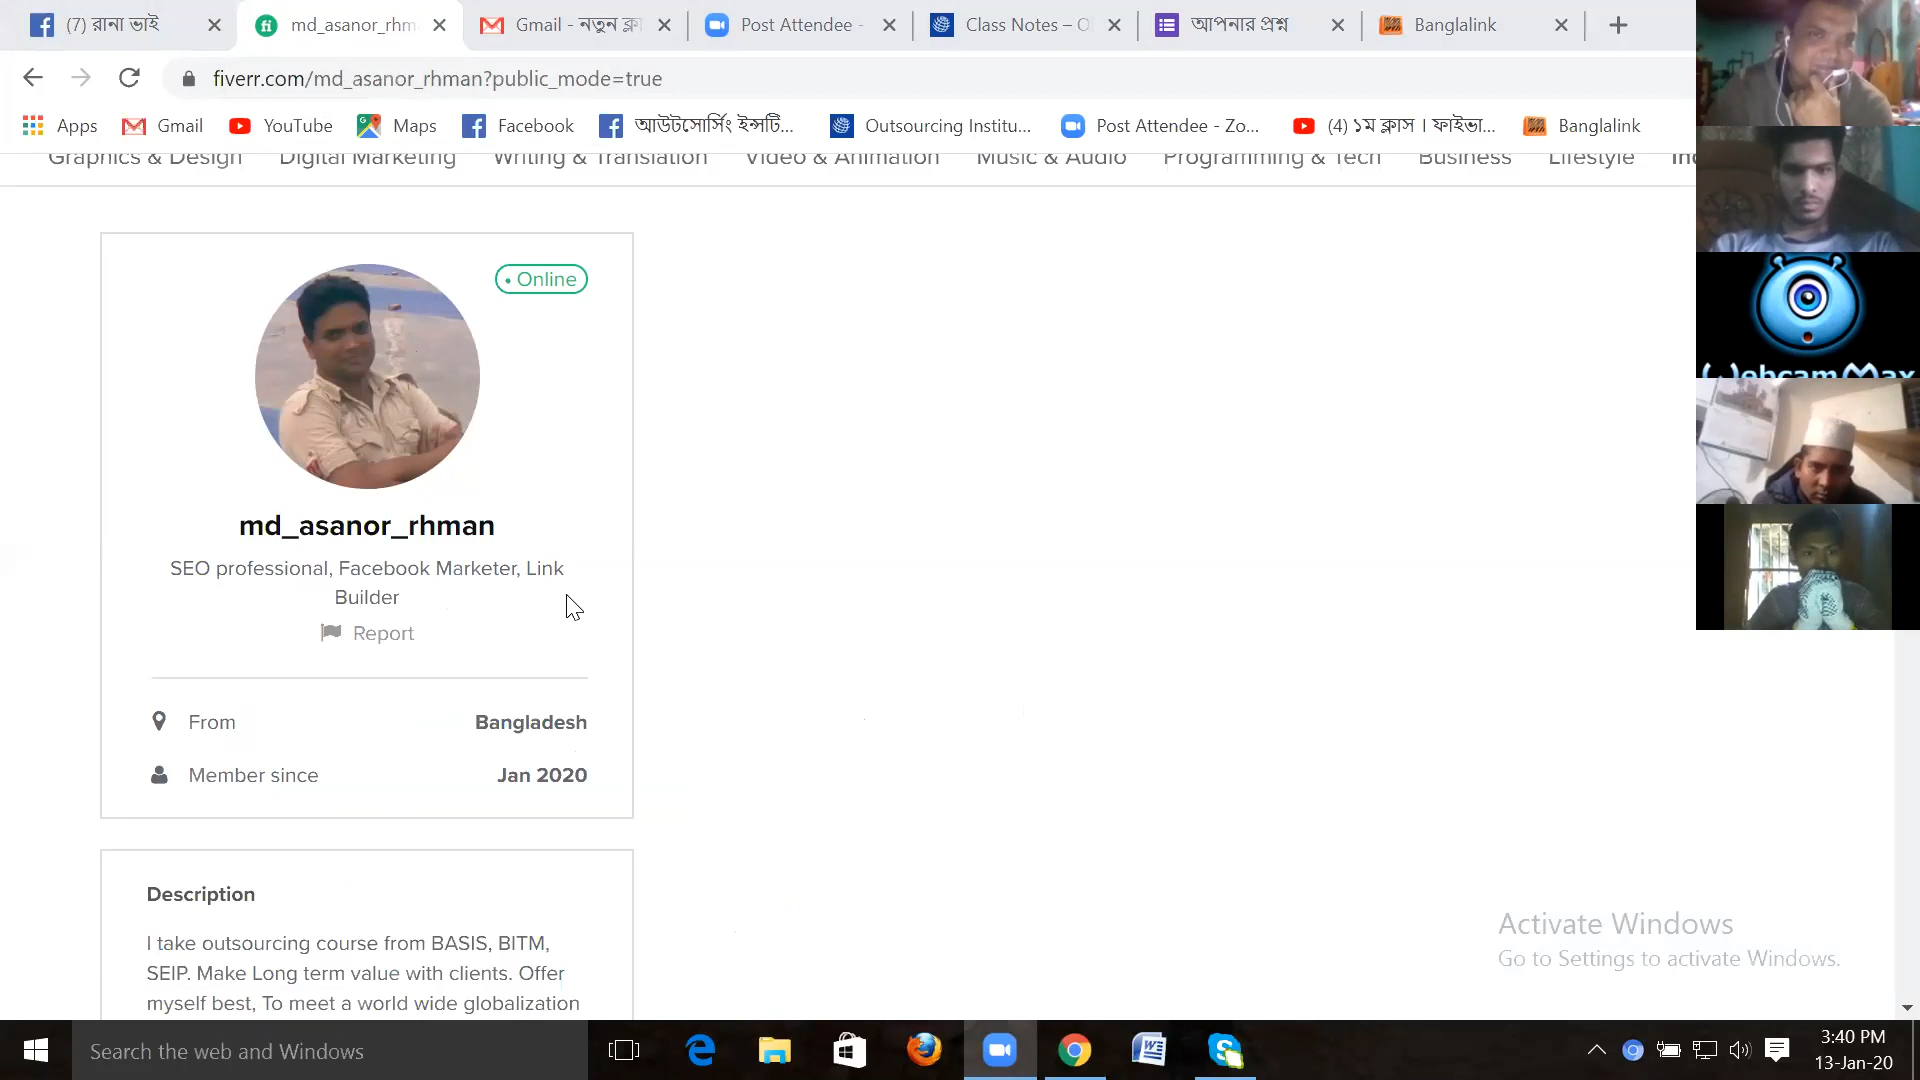 (7) রানা ভাই
md_asanor_rhm
Gmail - নতুন ক্লা
Post Attendee -
Class Notes – O
আপনার প্রশ্ন
Banglalink
fiverr.com/md_asanor_rhman?public_mode=true
Apps
Gmail
YouTube
Maps
Facebook
আউটসোর্সিং ইন্সটি...
Outsourcing Institu...
Post Attendee - Zo...
(4) ১ম ক্লাস । ফাইভা...
Banglalink
Graphics & Design
Digital Marketing
Writing & Translation
Video & Animation
Music & Audio
Programming & Tech
Business
Lifestyle
Online
md_asanor_rhman
SEO professional, Facebook Marketer, Link
Builder
Report
From Bangladesh
Member since Jan 2020
Description
I take outsourcing course from BASIS, BITM,
SEIP. Make Long term value with clients. Offer
myself best, To meet a world wide globalization
WebcamMax
Activate Windows
Go to Settings to activate Windows.
Search the web and Windows
3:40 PM
13-Jan-20